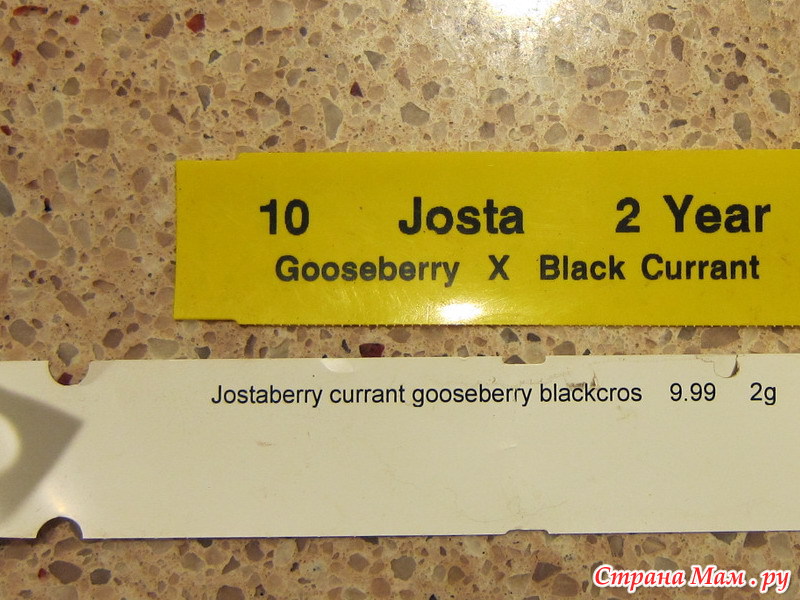 10 Josta 2 Year
Gooseberry X Black Currant
Jostaberry currant gooseberry blackcros 9.99 2g
Страна Мам.ру